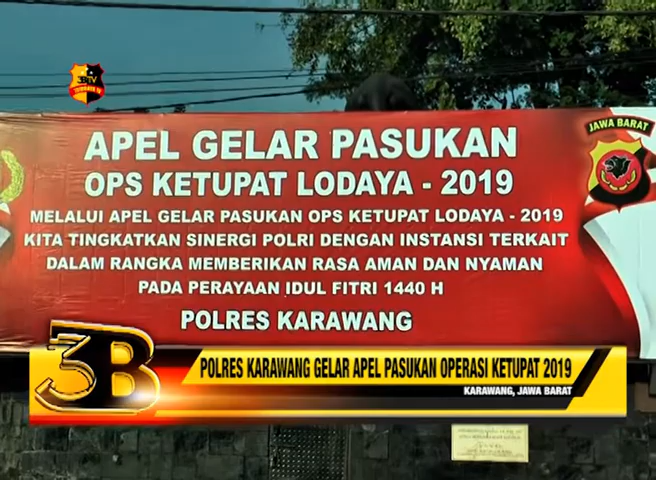 APEL GELAR PASUKAN
OPS KETUPAT LODAYA - 2019
MELALUI APEL GELAR PASUKAN OPS KETUPAT LODAYA - 2019
KITA TINGKATKAN SINERGI POLRI DENGAN INSTANSI TERKAIT
DALAM RANGKA MEMBERIKAN RASA AMAN DAN NYAMAN
PADA PERAYAAN IDUL FITRI 1440 H
POLRES KARAWANG
JAWA BARAT
3B
POLRES KARAWANG GELAR APEL PASUKAN OPERASI KETUPAT 2019
KARAWANG, JAWA BARAT